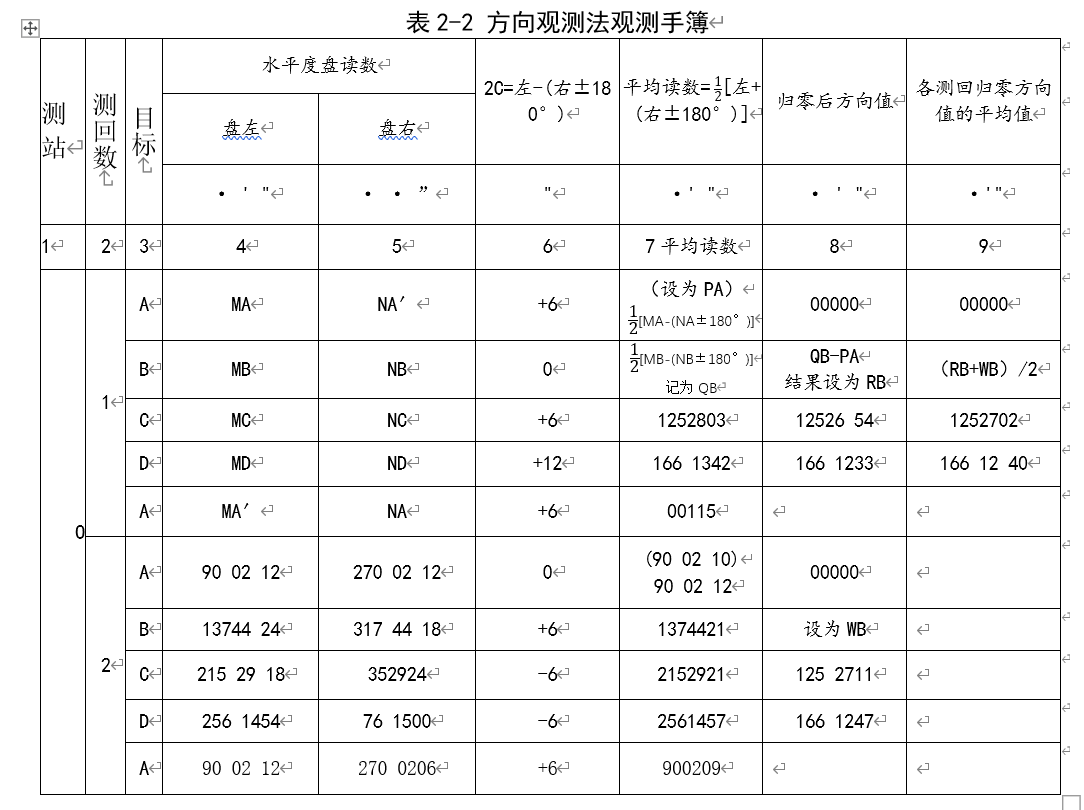 表 2-2 方向观测法观测手簿
测站
测回数
目标
水平度盘读数
盘左
盘右
2C=左-(右±180°)
平均读数=1/2[左+(右±180°)]
归零后方向值
各测回归零方向值的平均值
• ' "
• • ”
"
•' "
• ' "
•'"
1 2 3 4 5 6 7 平均读数 8 9
0
1
A MA NA′ +6 （设为 PA） 1/2[MA-(NA±180°)] 00000 00000
B MB NB 0 1/2[MB-(NB±180°)] 记为 QB QB-PA 结果设为 RB （RB+WB）/2
C MC NC +6 1252803 12526 54 1252702
D MD ND +12 166 1342 166 1233 166 12 40
A MA′ NA +6 00115
2
A 90 02 12 270 02 12 0 (90 02 10) 90 02 12 00000
B 13744 24 317 44 18 +6 1374421 设为 WB
C 215 29 18 352924 -6 2152921 125 2711
D 256 1454 76 1500 -6 2561457 166 1247
A 90 02 12 270 0206 +6 900209